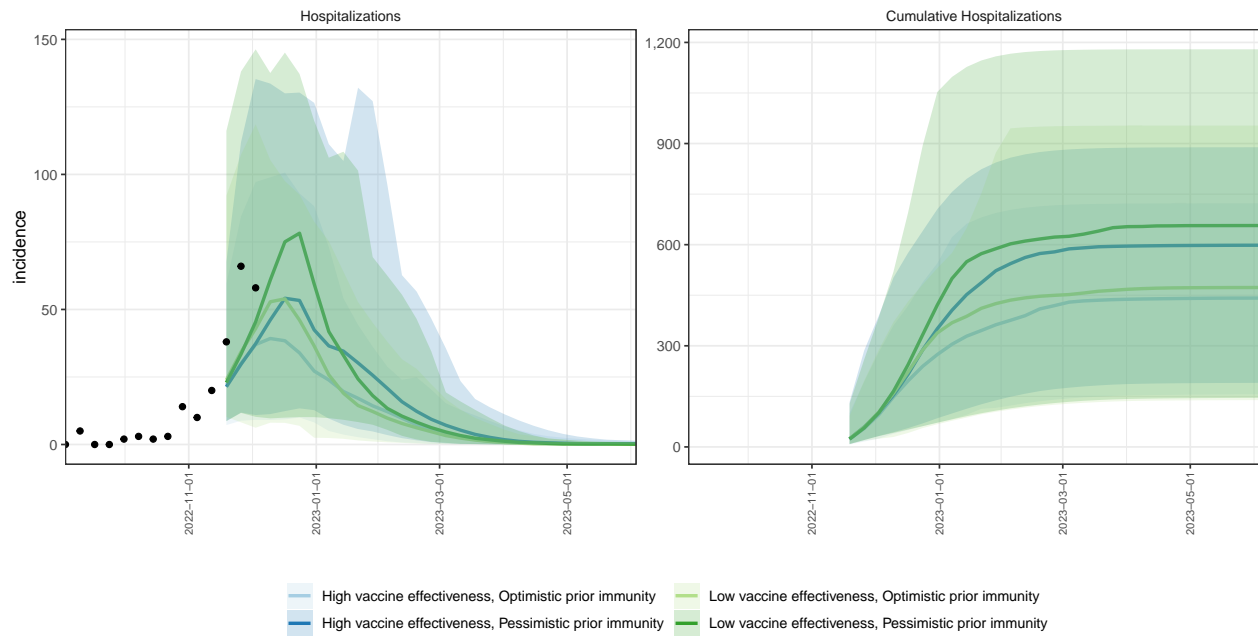 Hospitalizations
Cumulative Hospitalizations
incidence
150
100
50
0
1,200
900
600
300
0
2022−11−01
2023−01−01
2023−03−01
2023−05−01
2022−11−01
2023−01−01
2023−03−01
2023−05−01
High vaccine effectiveness, Optimistic prior immunity
Low vaccine effectiveness, Optimistic prior immunity
High vaccine effectiveness, Pessimistic prior immunity
Low vaccine effectiveness, Pessimistic prior immunity